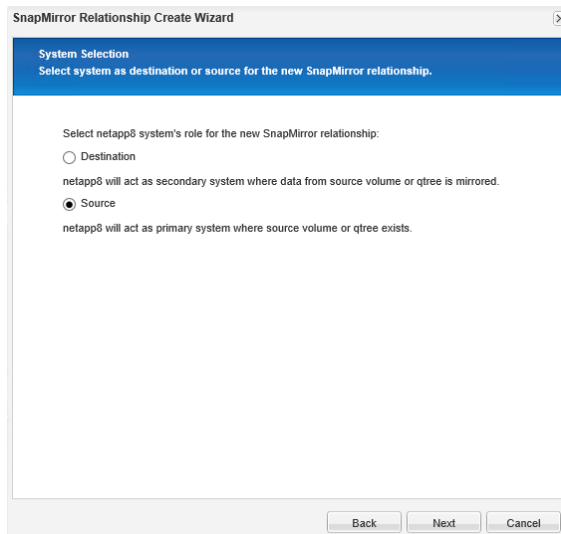 SnapMirror Relationship Create Wizard
System Selection
Select system as destination or source for the new SnapMirror relationship.
Select netapp8 system's role for the new SnapMirror relationship:
Destination
netapp8 will act as secondary system where data from source volume or qtree is mirrored.
Source
netapp8 will act as primary system where source volume or qtree exists.
Back Next Cancel